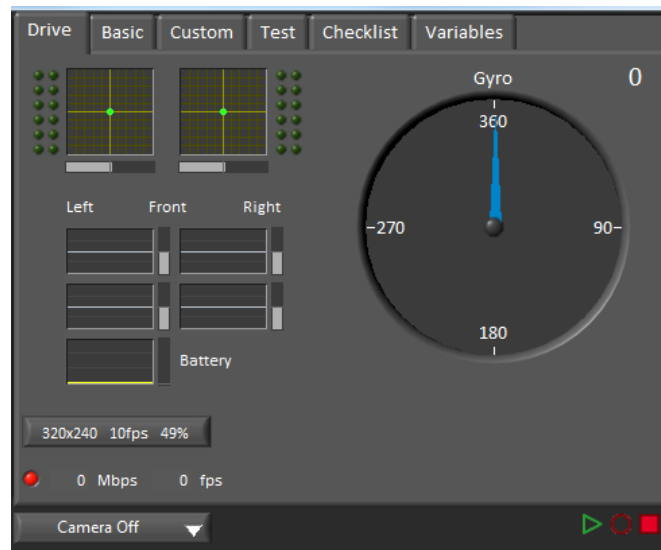 Drive Basic Custom Test Checklist Variables
Gyro 0
360
Left Front Right
270 90
180
Battery
320x240 10fps 49%
0 Mbps 0 fps
Camera Off